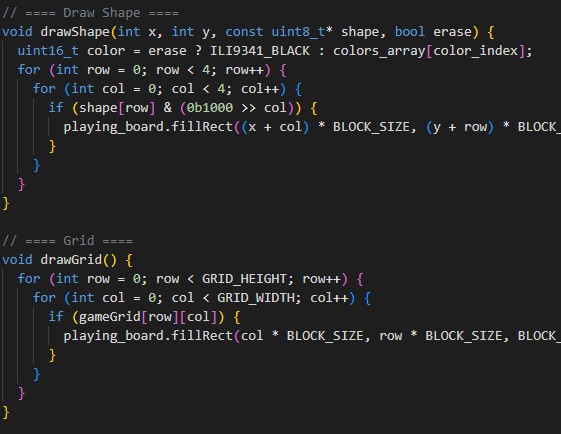 // ==== Draw Shape ====
void drawShape(int x, int y, const uint8_t* shape, bool erase) {
  uint16_t color = erase ? ILI9341_BLACK : colors_array[color_index];
  for (int row = 0; row < 4; row++) {
    for (int col = 0; col < 4; col++) {
      if (shape[row] & (0b1000 >> col)) {
        playing_board.fillRect((x + col) * BLOCK_SIZE, (y + row) * BLOCK_
      }
    }
  }
}
// ==== Grid ====
void drawGrid() {
  for (int row = 0; row < GRID_HEIGHT; row++) {
    for (int col = 0; col < GRID_WIDTH; col++) {
      if (gameGrid[row][col]) {
        playing_board.fillRect(col * BLOCK_SIZE, row * BLOCK_SIZE, BLOCK_
      }
    }
  }
}